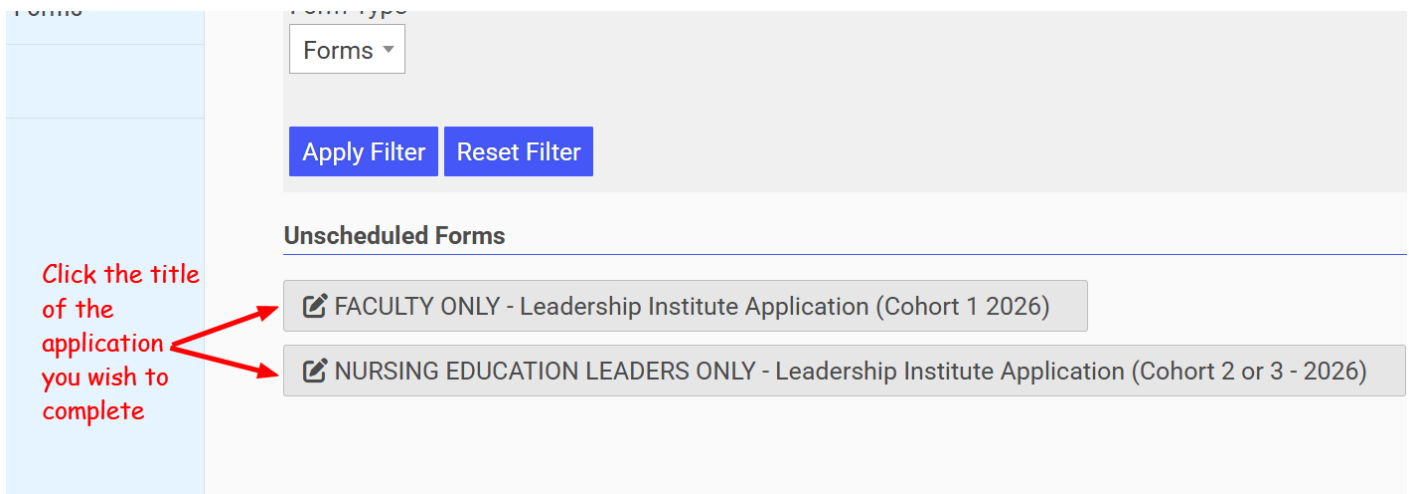 Forms
Form Type
Forms
Apply Filter Reset Filter
Unscheduled Forms
Click the title
of the
application
you wish to
complete
FACULTY ONLY - Leadership Institute Application (Cohort 1 2026)
NURSING EDUCATION LEADERS ONLY - Leadership Institute Application (Cohort 2 or 3 - 2026)